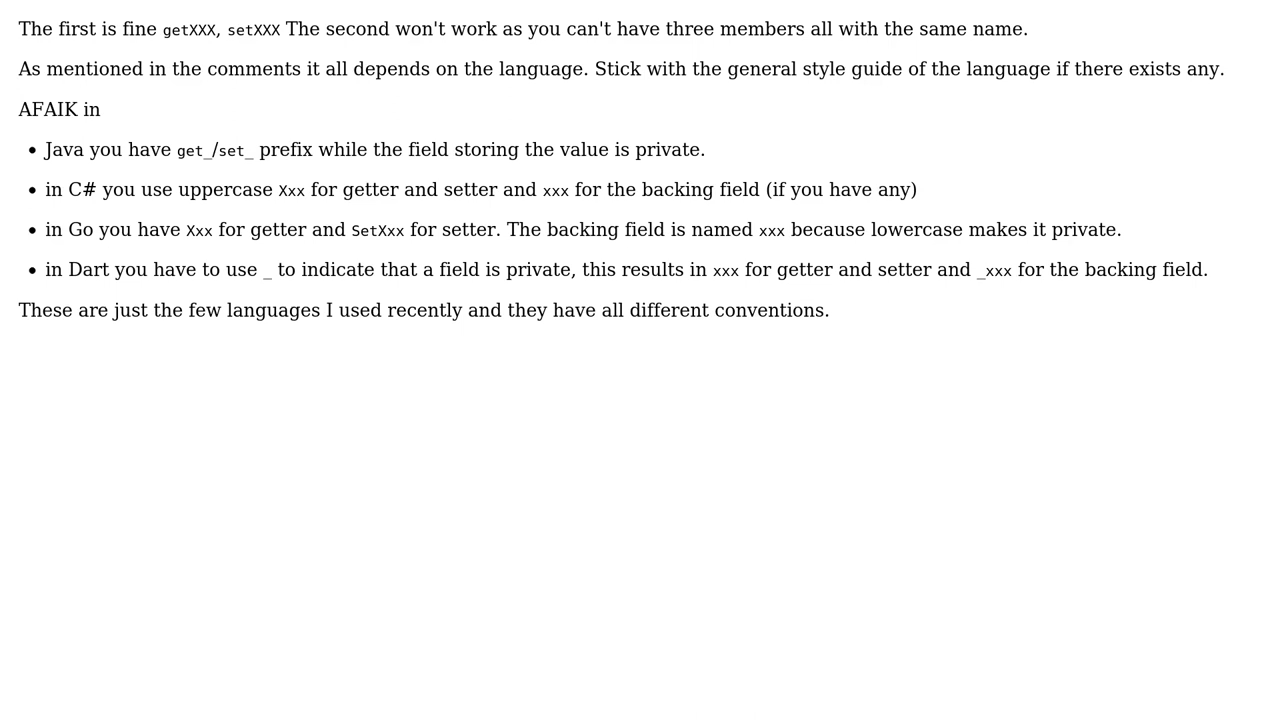 The first is fine getXXX, setXXX The second won't work as you can't have three members all with the same name.
As mentioned in the comments it all depends on the language. Stick with the general style guide of the language if there exists any.
AFAIK in
• Java you have get_/set_ prefix while the field storing the value is private.
• in C# you use uppercase Xxx for getter and setter and xxx for the backing field (if you have any)
• in Go you have Xxx for getter and SetXxx for setter. The backing field is named xxx because lowercase makes it private.
• in Dart you have to use _ to indicate that a field is private, this results in xxx for getter and setter and _xxx for the backing field.
These are just the few languages I used recently and they have all different conventions.